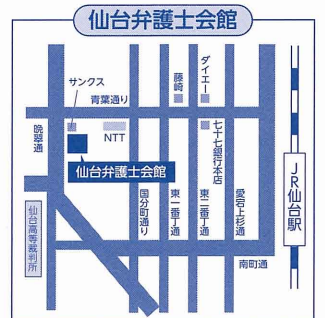 仙台弁護士会館
サンクス
青葉通り
藤崎
ダイエー
晩翠通
NTT
七十七銀行本店
仙台弁護士会館
JR仙台駅
国分町通り
東一番丁通
東二番丁通
愛宕上杉通
仙台高等裁判所
南町通